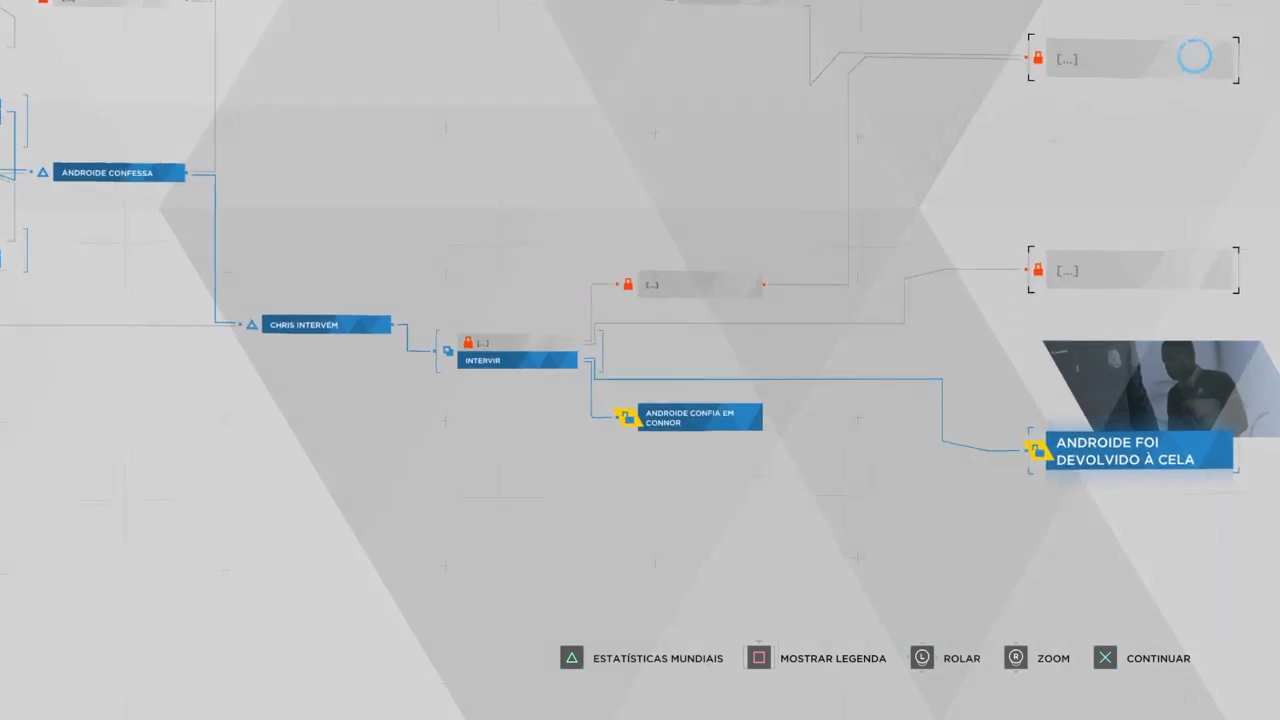 [...]
[...]
ANDROIDE CONFESSA
[...]
[...]
CHRIS INTERVÉM
[...]
INTERVIR
ANDROIDE CONFIA EM
CONNOR
ANDROIDE FOI
DEVOLVIDO À CELA
ESTATÍSTICAS MUNDIAIS
MOSTRAR LEGENDA
L
ROLAR
R
ZOOM
CONTINUAR